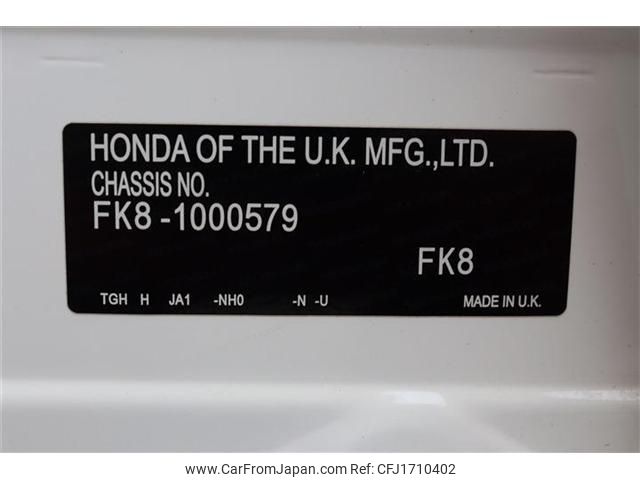 HONDA OF THE U.K. MFG.,LTD.
CHASSIS NO.
FK8-1000579
FK8
TGH H JA1 -NH0 -N -U MADE IN U.K.
www.CarFromJapan.com - CFJ1710402